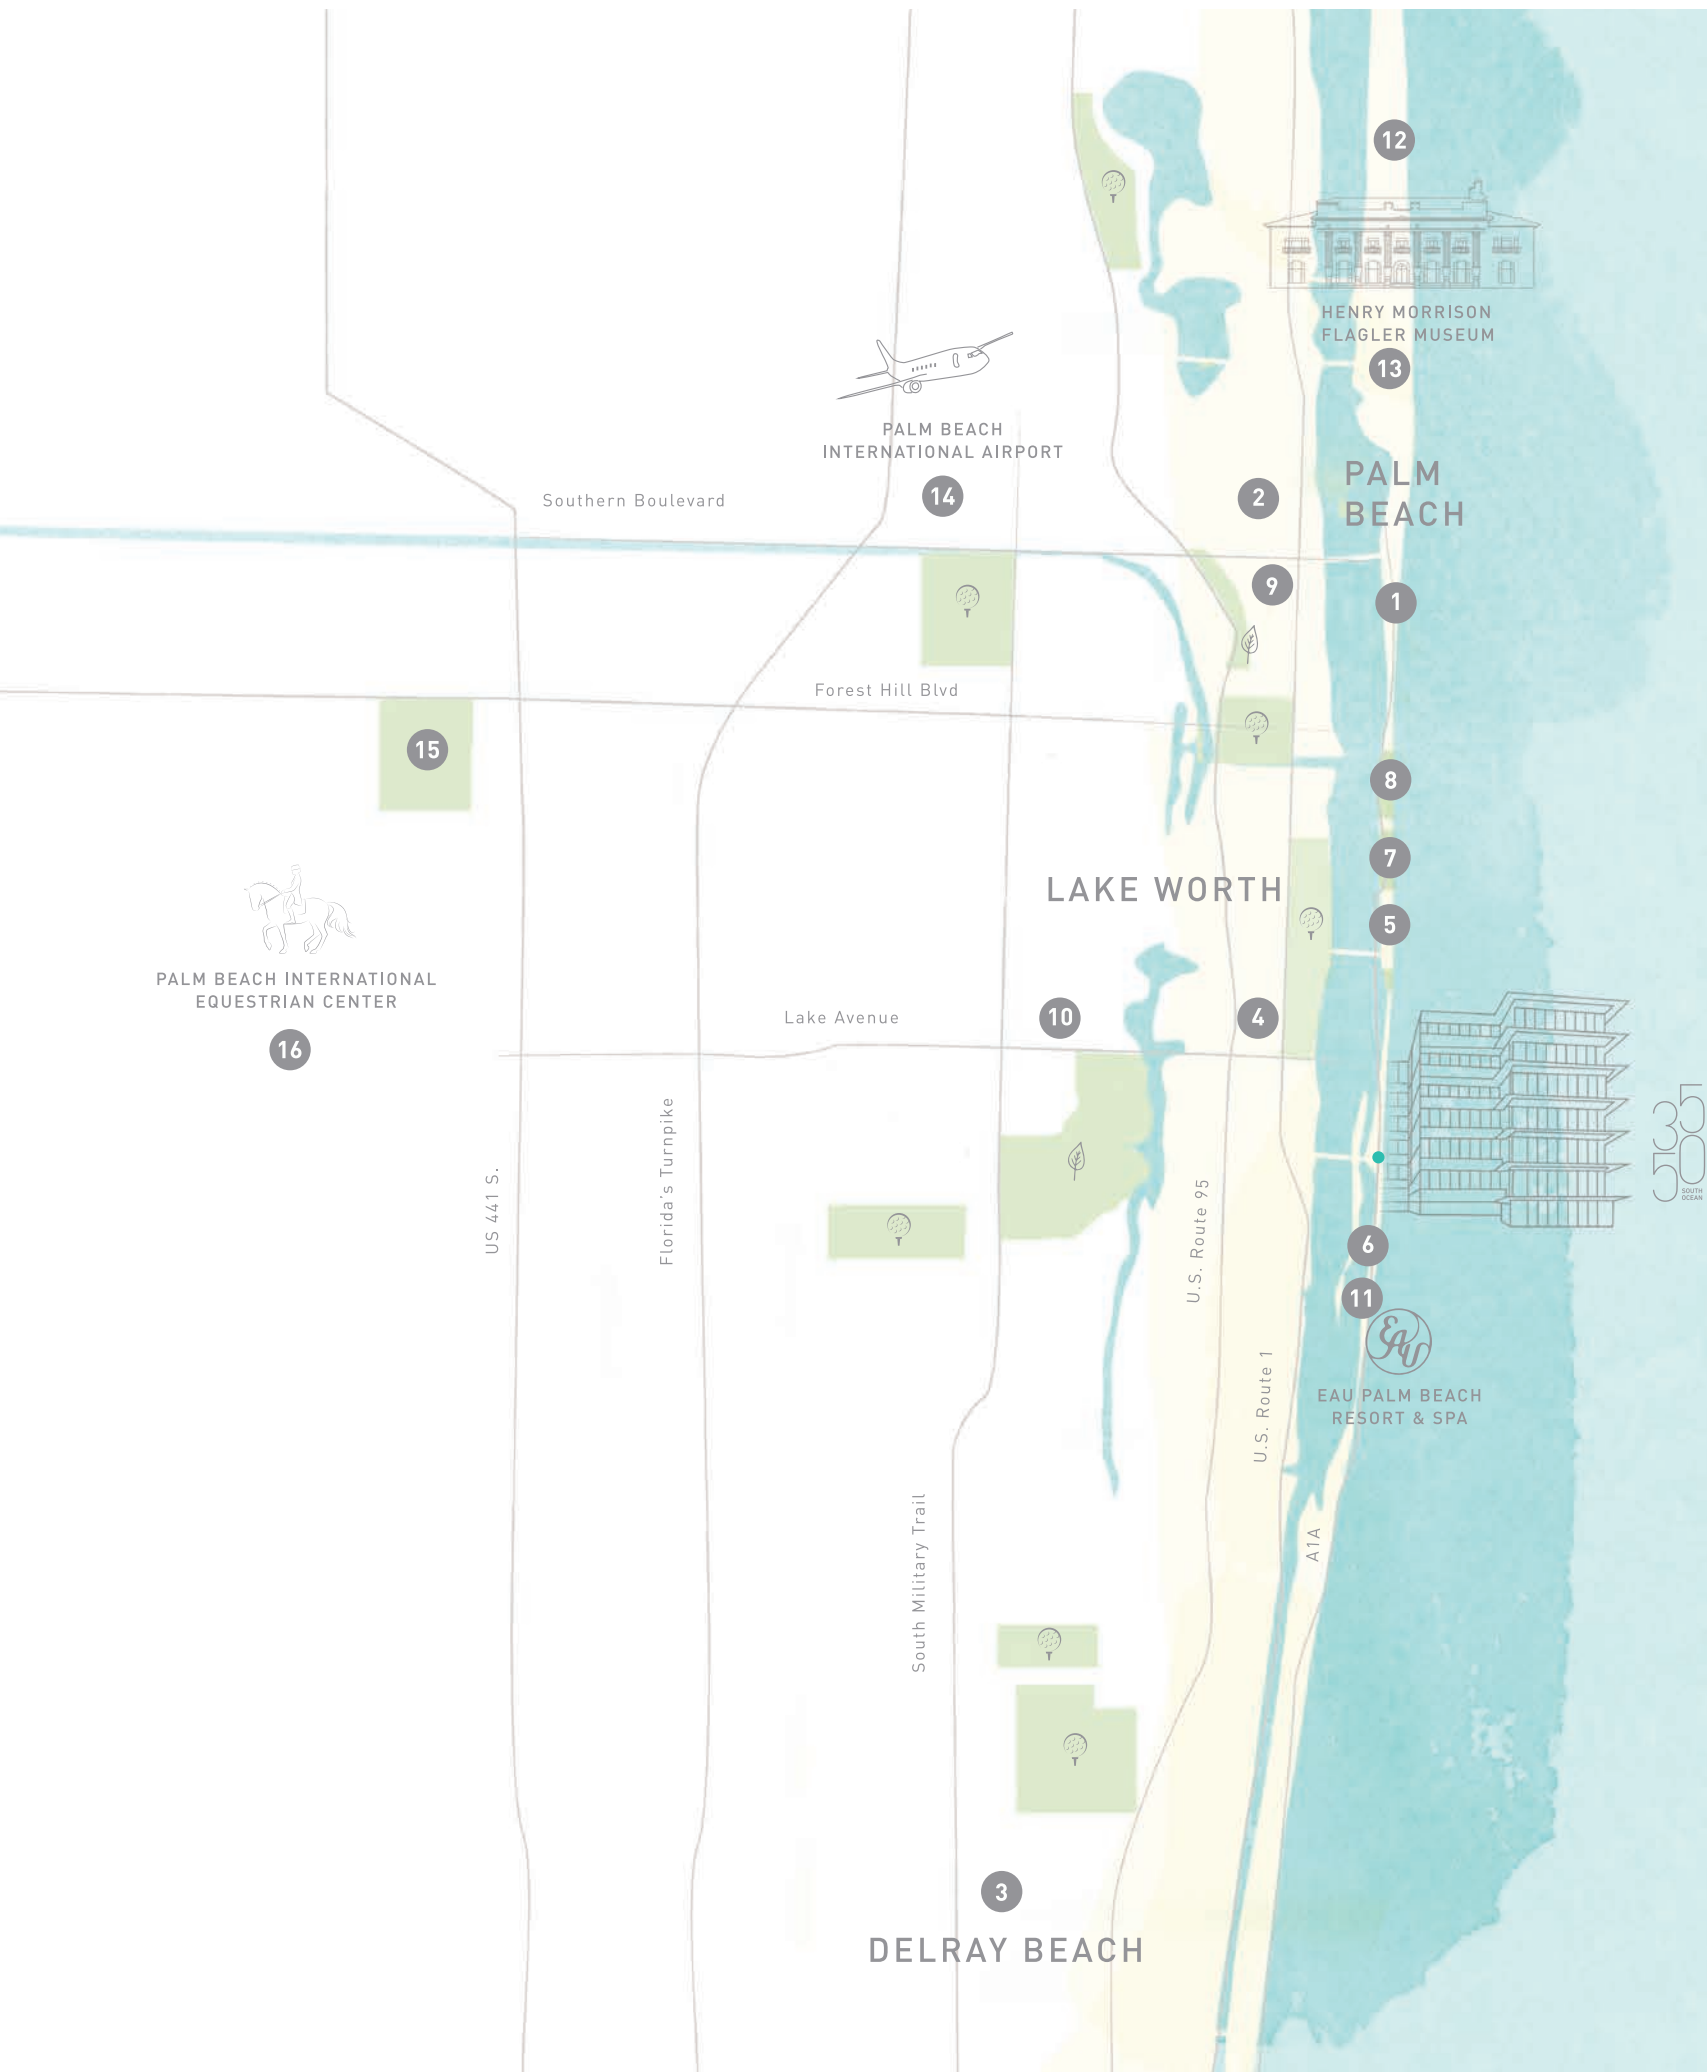 12
HENRY MORRISON
FLAGLER MUSEUM
13
PALM BEACH
INTERNATIONAL AIRPORT
14
Southern Boulevard
2
PALM
BEACH
9
1
Forest Hill Blvd
15
8
7
LAKE WORTH
5
PALM BEACH INTERNATIONAL
EQUESTRIAN CENTER
16
Lake Avenue
10
4
35
50
SOUTH
OCEAN
US 441 S.
Florida's Turnpike
U.S. Route 95
6
11
EAU
EAU PALM BEACH
RESORT & SPA
U.S. Route 1
South Military Trail
A1A
3
DELRAY BEACH